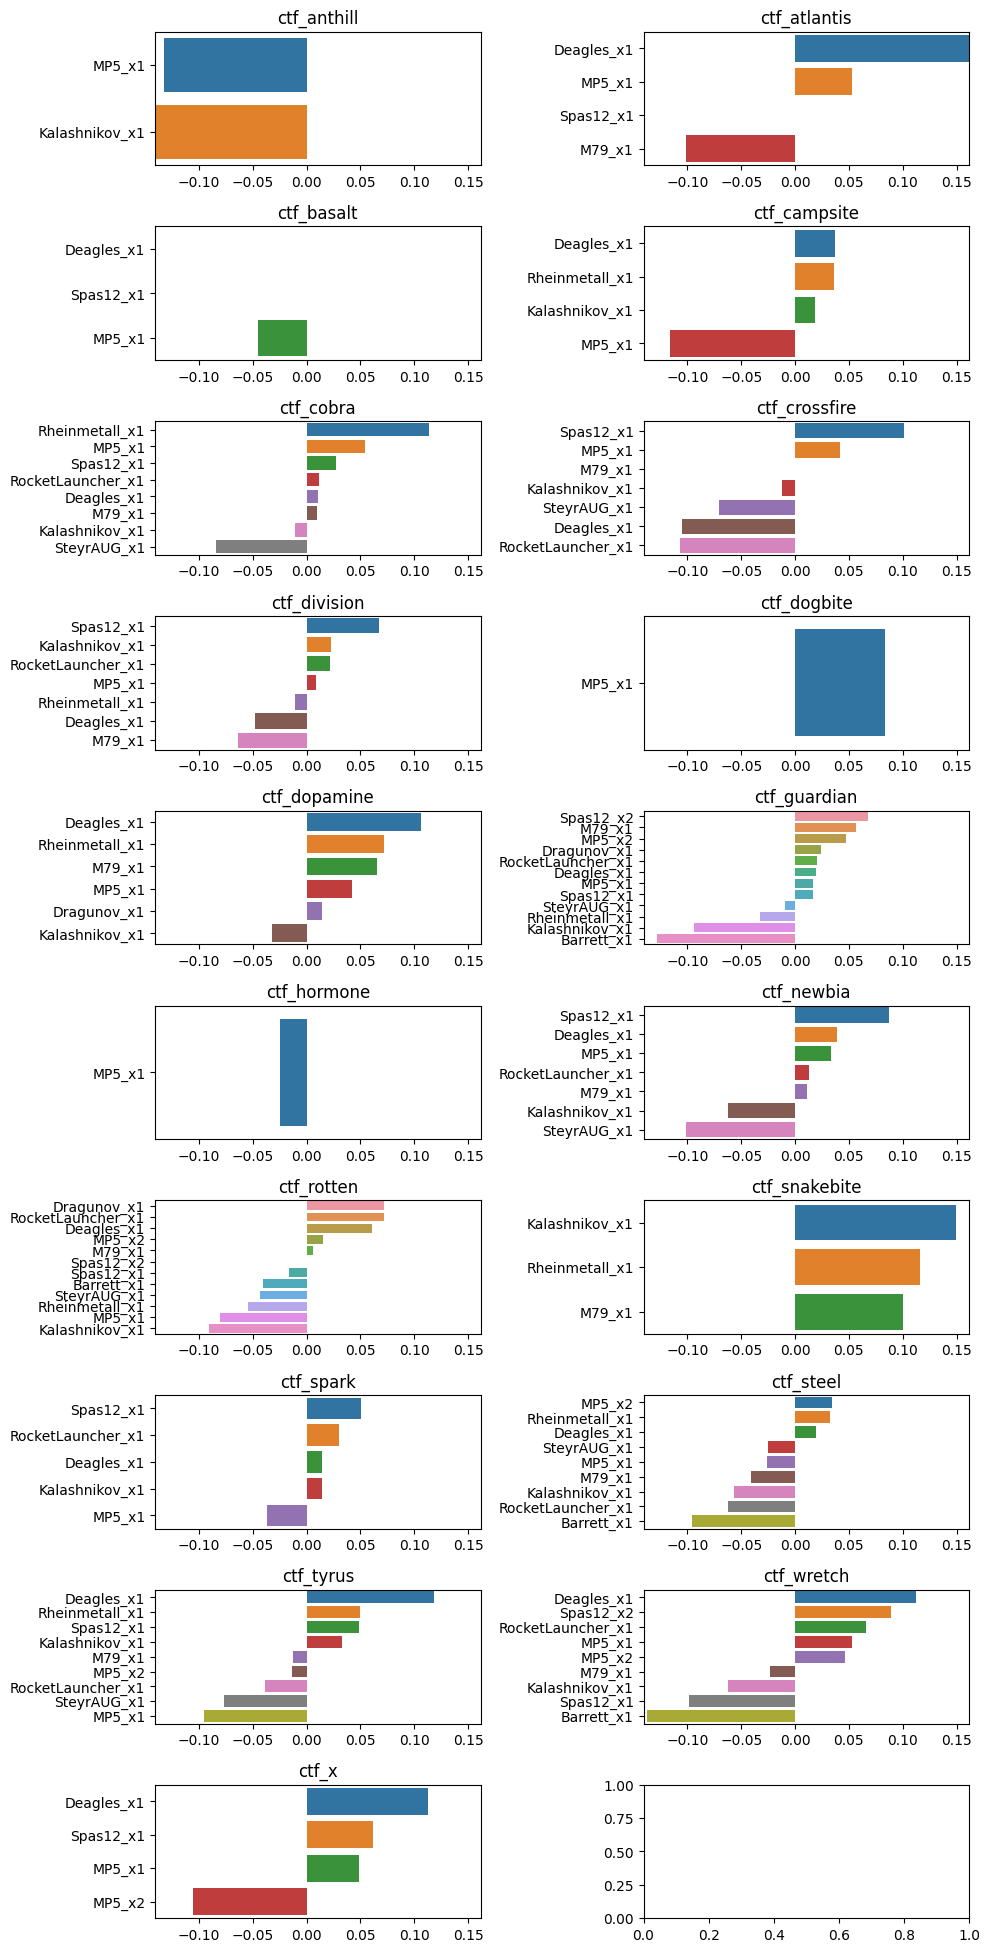 ctf_anthill
MP5_x1
Kalashnikov_x1
−0.10 −0.05 0.00 0.05 0.10 0.15
ctf_atlantis
Deagles_x1
MP5_x1
Spas12_x1
M79_x1
−0.10 −0.05 0.00 0.05 0.10 0.15
ctf_basalt
Deagles_x1
Spas12_x1
MP5_x1
−0.10 −0.05 0.00 0.05 0.10 0.15
ctf_campsite
Deagles_x1
Rheinmetall_x1
Kalashnikov_x1
MP5_x1
−0.10 −0.05 0.00 0.05 0.10 0.15
ctf_cobra
Rheinmetall_x1
MP5_x1
Spas12_x1
RocketLauncher_x1
Deagles_x1
M79_x1
Kalashnikov_x1
SteyrAUG_x1
−0.10 −0.05 0.00 0.05 0.10 0.15
ctf_crossfire
Spas12_x1
MP5_x1
M79_x1
Kalashnikov_x1
SteyrAUG_x1
Deagles_x1
RocketLauncher_x1
−0.10 −0.05 0.00 0.05 0.10 0.15
ctf_division
Spas12_x1
Kalashnikov_x1
RocketLauncher_x1
MP5_x1
Rheinmetall_x1
Deagles_x1
M79_x1
−0.10 −0.05 0.00 0.05 0.10 0.15
ctf_dogbite
MP5_x1
−0.10 −0.05 0.00 0.05 0.10 0.15
ctf_dopamine
Deagles_x1
Rheinmetall_x1
M79_x1
MP5_x1
Dragunov_x1
Kalashnikov_x1
−0.10 −0.05 0.00 0.05 0.10 0.15
ctf_guardian
Spas12_x2
M79_x1
MP5_x2
Dragunov_x1
RocketLauncher_x1
Deagles_x1
MP5_x1
Spas12_x1
SteyrAUG_x1
Rheinmetall_x1
Kalashnikov_x1
Barrett_x1
−0.10 −0.05 0.00 0.05 0.10 0.15
ctf_hormone
MP5_x1
−0.10 −0.05 0.00 0.05 0.10 0.15
ctf_newbia
Spas12_x1
Deagles_x1
MP5_x1
RocketLauncher_x1
M79_x1
Kalashnikov_x1
SteyrAUG_x1
−0.10 −0.05 0.00 0.05 0.10 0.15
ctf_rotten
Dragunov_x1
RocketLauncher_x1
Deagles_x1
MP5_x2
M79_x1
Spas12_x2
Spas12_x1
Barrett_x1
SteyrAUG_x1
Rheinmetall_x1
MP5_x1
Kalashnikov_x1
−0.10 −0.05 0.00 0.05 0.10 0.15
ctf_snakebite
Kalashnikov_x1
Rheinmetall_x1
M79_x1
−0.10 −0.05 0.00 0.05 0.10 0.15
ctf_spark
Spas12_x1
RocketLauncher_x1
Deagles_x1
Kalashnikov_x1
MP5_x1
−0.10 −0.05 0.00 0.05 0.10 0.15
ctf_steel
MP5_x2
Rheinmetall_x1
Deagles_x1
SteyrAUG_x1
MP5_x1
M79_x1
Kalashnikov_x1
RocketLauncher_x1
Barrett_x1
−0.10 −0.05 0.00 0.05 0.10 0.15
ctf_tyrus
Deagles_x1
Rheinmetall_x1
Spas12_x1
Kalashnikov_x1
M79_x1
MP5_x2
RocketLauncher_x1
SteyrAUG_x1
MP5_x1
−0.10 −0.05 0.00 0.05 0.10 0.15
ctf_wretch
Deagles_x1
Spas12_x2
RocketLauncher_x1
MP5_x1
MP5_x2
M79_x1
Kalashnikov_x1
Spas12_x1
Barrett_x1
−0.10 −0.05 0.00 0.05 0.10 0.15
ctf_x
Deagles_x1
Spas12_x1
MP5_x1
MP5_x2
−0.10 −0.05 0.00 0.05 0.10 0.15
1.00
0.75
0.50
0.25
0.00
0.0 0.2 0.4 0.6 0.8 1.0